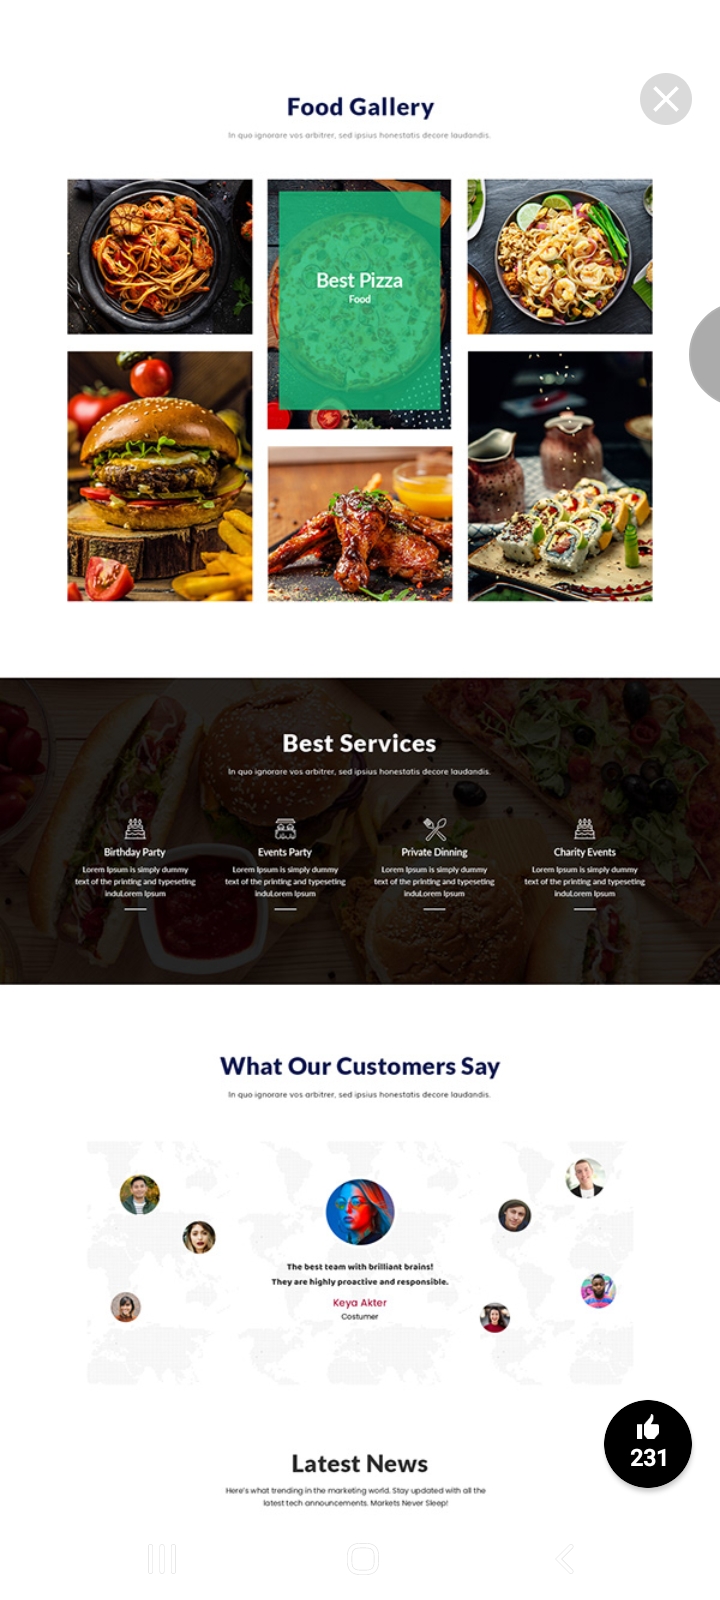 Food Gallery
In quo ignorare vos arbitrer, sed ipsius honestatis decore laudandis.
Best Pizza
Food
Best Services
In quo ignorare vos arbitrer, sed ipsius honestatis decore laudandis.
Birthday Party
Lorem Ipsum is simply dummy
text of the printing and typeseting
induLorem Ipsum
Events Party
Lorem Ipsum is simply dummy
text of the printing and typeseting
induLorem Ipsum
Private Dinning
Lorem Ipsum is simply dummy
text of the printing and typeseting
induLorem Ipsum
Charity Events
Lorem Ipsum is simply dummy
text of the printing and typeseting
induLorem Ipsum
What Our Customers Say
In quo ignorare vos arbitrer, sed ipsius honestatis decore laudandis.
The best team with brilliant brains!
They are highly proactive and responsible.
Keya Akter
Costumer
231
Latest News
Here's what trending in the marketing world. Stay updated with all the
latest tech announcements. Markets Never Sleep!